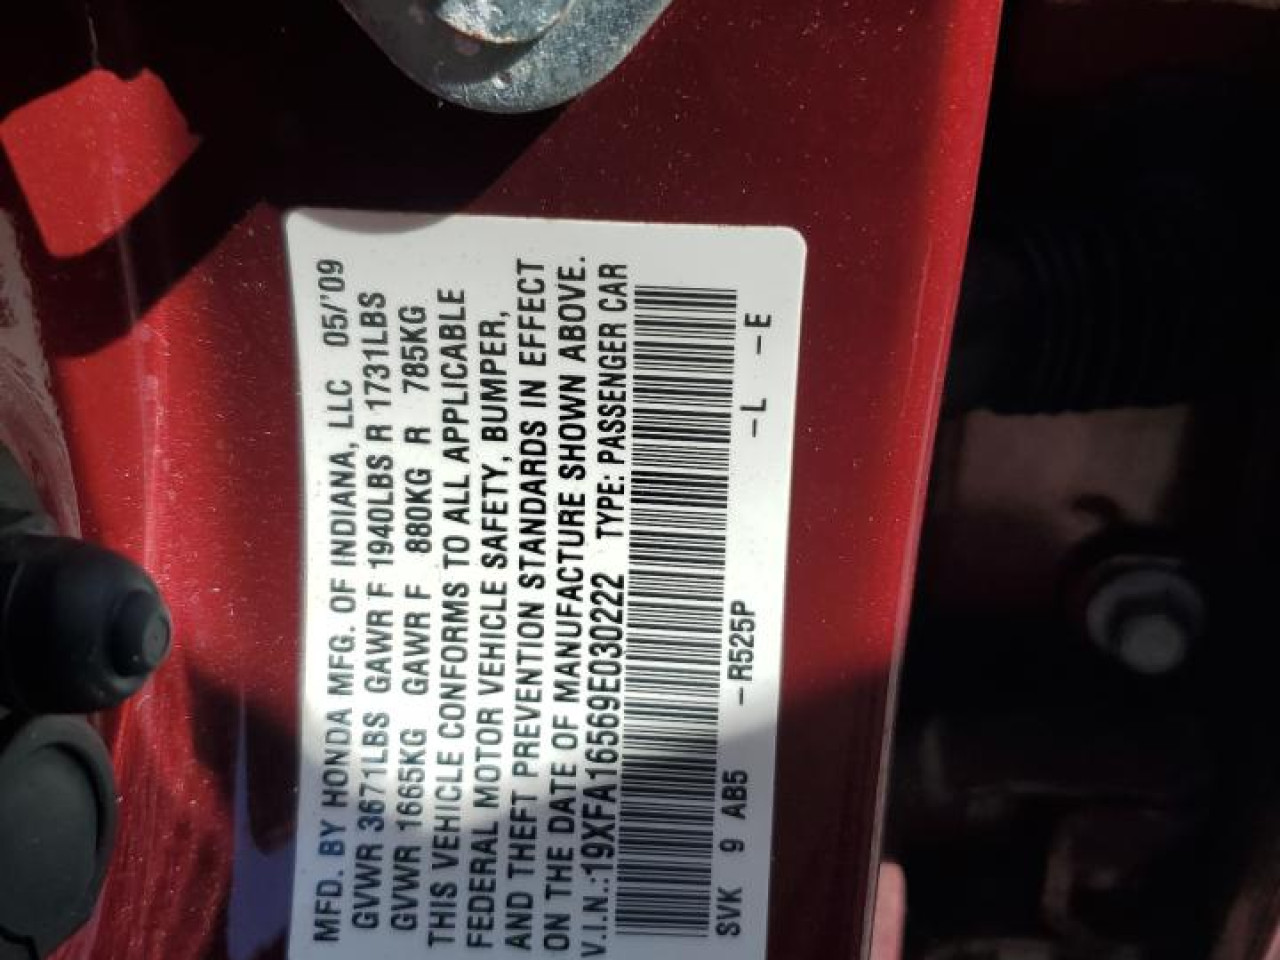 MFD. BY HONDA MFG. OF INDIANA, LLC 05/'09
GVWR 3671LBS GAWR F 1940LBS R 1731LBS
GVWR 1665KG GAWR F 880KG R 785KG
THIS VEHICLE CONFORMS TO ALL APPLICABLE
FEDERAL MOTOR VEHICLE SAFETY, BUMPER,
AND THEFT PREVENTION STANDARDS IN EFFECT
ON THE DATE OF MANUFACTURE SHOWN ABOVE.
V.I.N.:19XFA16569E030222 TYPE: PASSENGER CAR
SVK 9 AB5 -R525P -L -E